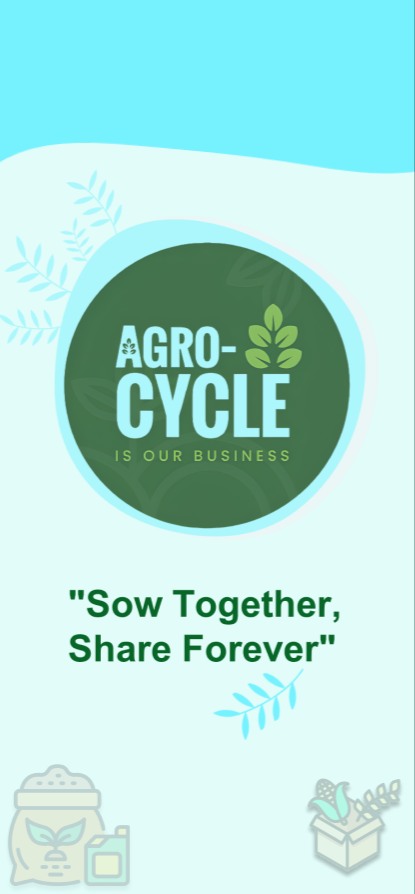 AGRO-
CYCLE
IS OUR BUSINESS
"Sow Together,
Share Forever"